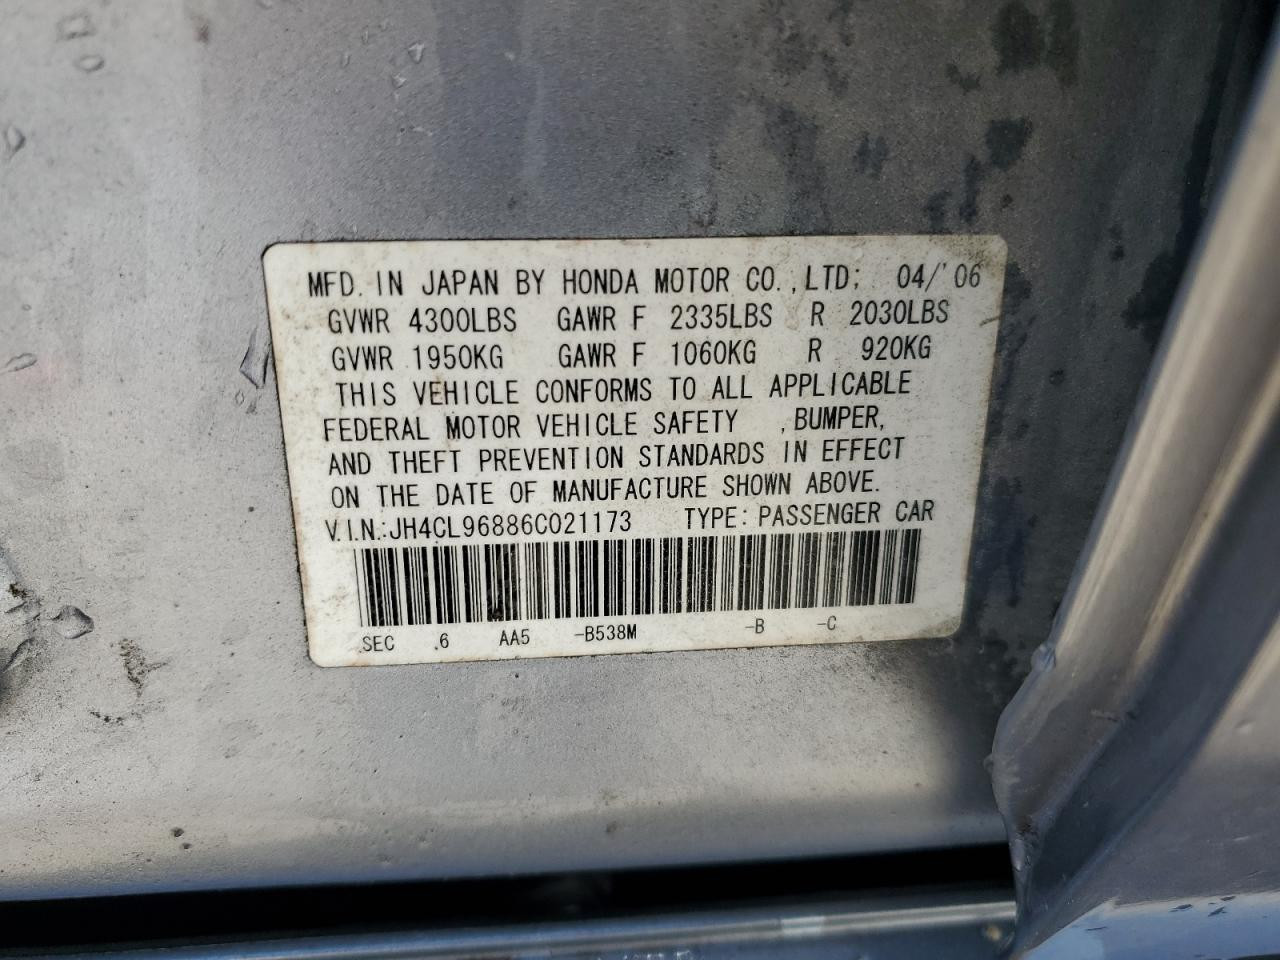 MFD. IN JAPAN BY HONDA MOTOR CO., LTD; 04/'06
GVWR 4300LBS GAWR F 2335LBS R 2030LBS
GVWR 1950KG GAWR F 1060KG R 920KG
THIS VEHICLE CONFORMS TO ALL APPLICABLE
FEDERAL MOTOR VEHICLE SAFETY , BUMPER,
AND THEFT PREVENTION STANDARDS IN EFFECT
ON THE DATE OF MANUFACTURE SHOWN ABOVE.
V.I.N.:JH4CL96886C021173 TYPE: PASSENGER CAR
SEC .6 AA5 -B538M -B -C